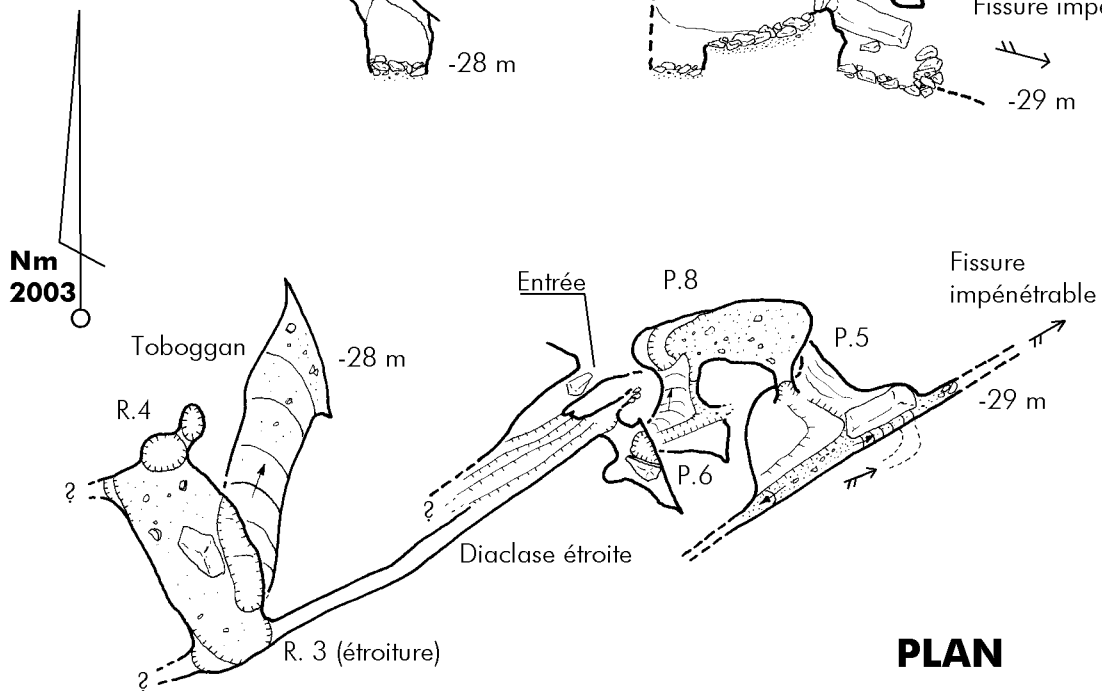 Fissure
-28 m
-29 m
Nm
2003
Entrée
P.8
Fissure
impénétrable
Toboggan
-28 m
P.5
-29 m
R.4
?
P.6
?
Diaclase étroite
R. 3 (étroiture)
PLAN
?